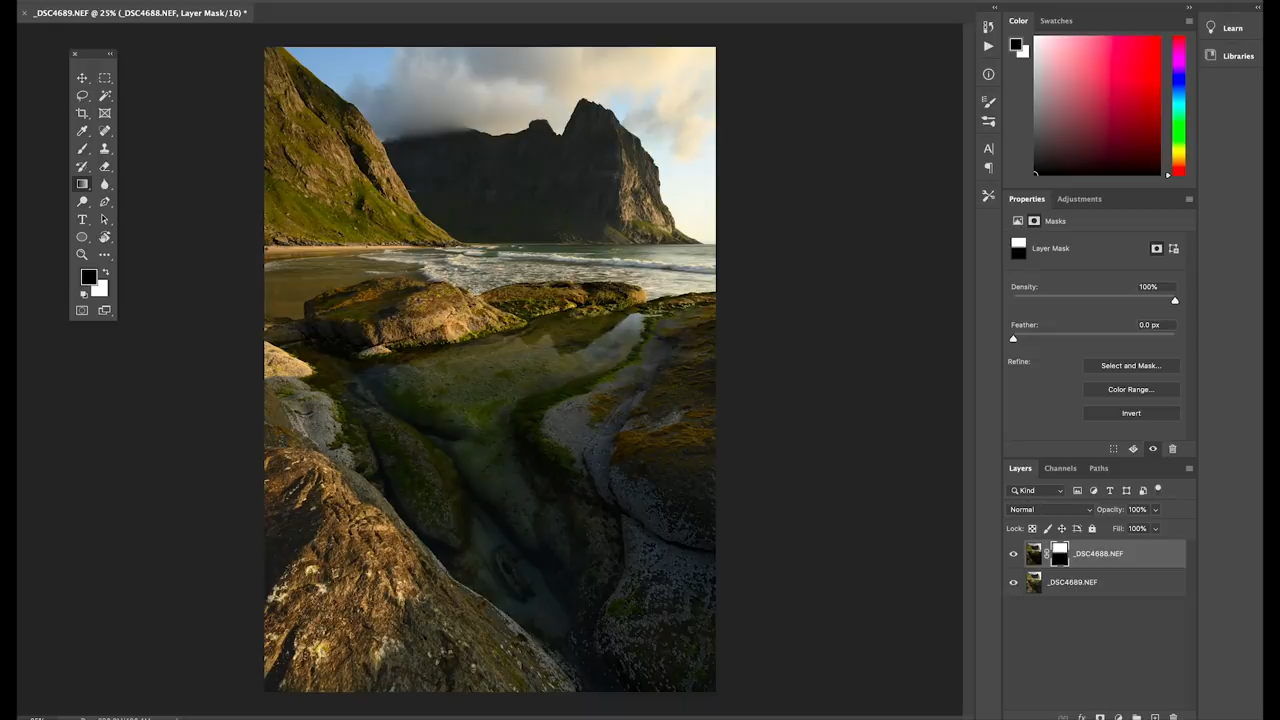 _DSC4689.NEF @ 25% (_DSC4688.NEF, Layer Mask/16) *
Color
Swatches
Learn
Libraries
Properties
Adjustments
Masks
Layer Mask
Density:
100%
Feather:
0.0 px
Refine:
Select and Mask...
Color Range...
Invert
Layers
Channels
Paths
Kind
Normal
Opacity: 100%
Lock:
Fill: 100%
_DSC4688.NEF
_DSC4689.NEF